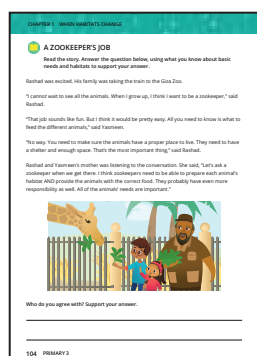 CHAPTER 1 WHEN HABITATS CHANGE
A ZOOKEEPER'S JOB
Read the story. Answer the question below, using what you know about basic
needs and habitats to support your answer.
Rashad was excited. His family was taking the train to the Giza Zoo.
"I cannot wait to see all the animals. When I grow up, I think I want to be a zookeeper," said
Rashad.
"That job sounds like fun. But I think it would be pretty easy. All you need to know is what to
feed the different animals," said Yasmeen.
"No way. You need to make sure the animals have a proper place to live. They need to have
a shelter and enough space. That's the most important thing," said Rashad.
Rashad and Yasmeen's mother was listening to the conversation. She said, "Let's ask a
zookeeper when we get there. I think zookeepers need to be able to prepare each animal's
habitat AND provide the animals with the correct food. They probably have even more
responsibility as well. All of the animals' needs are important."
Who do you agree with? Support your answer.
104 PRIMARY 3